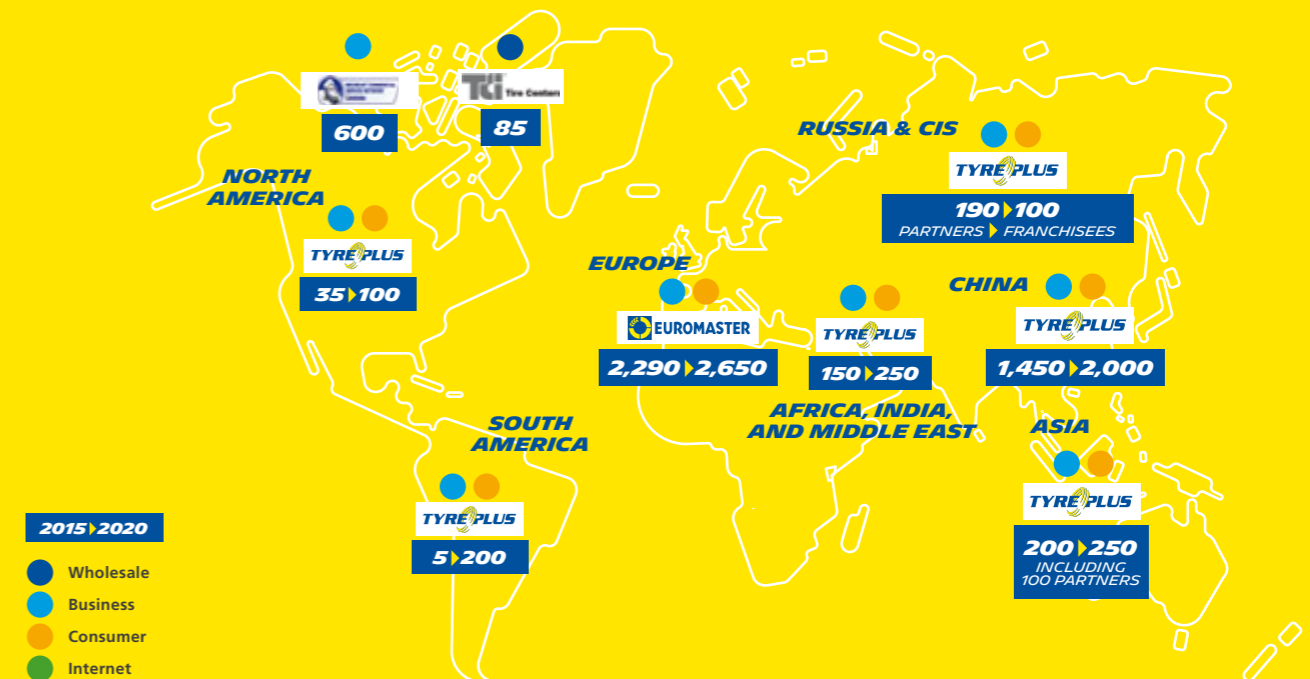 Tci Tire Centers
600
85
NORTH
AMERICA
TYREPLUS
35 100
RUSSIA & CIS
TYREPLUS
190 100
PARTNERS FRANCHISEES
EUROPE
EUROMASTER
2,290 2,650
TYREPLUS
150 250
AFRICA, INDIA,
AND MIDDLE EAST
CHINA
TYREPLUS
1,450 2,000
SOUTH
AMERICA
TYREPLUS
5 200
ASIA
TYREPLUS
200 250
INCLUDING
100 PARTNERS
2015 2020
Wholesale
Business
Consumer
Internet